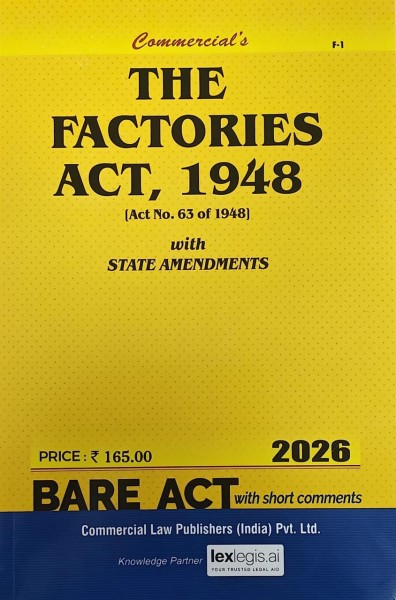 Commercial's
F-1
THE
FACTORIES
ACT, 1948
[Act No. 63 of 1948]
with
STATE AMENDMENTS
PRICE : ₹ 165.00
2026
BARE ACT with short comments
Commercial Law Publishers (India) Pvt. Ltd.
Knowledge Partner lexlegis.ai
YOUR TRUSTED LEGAL AID